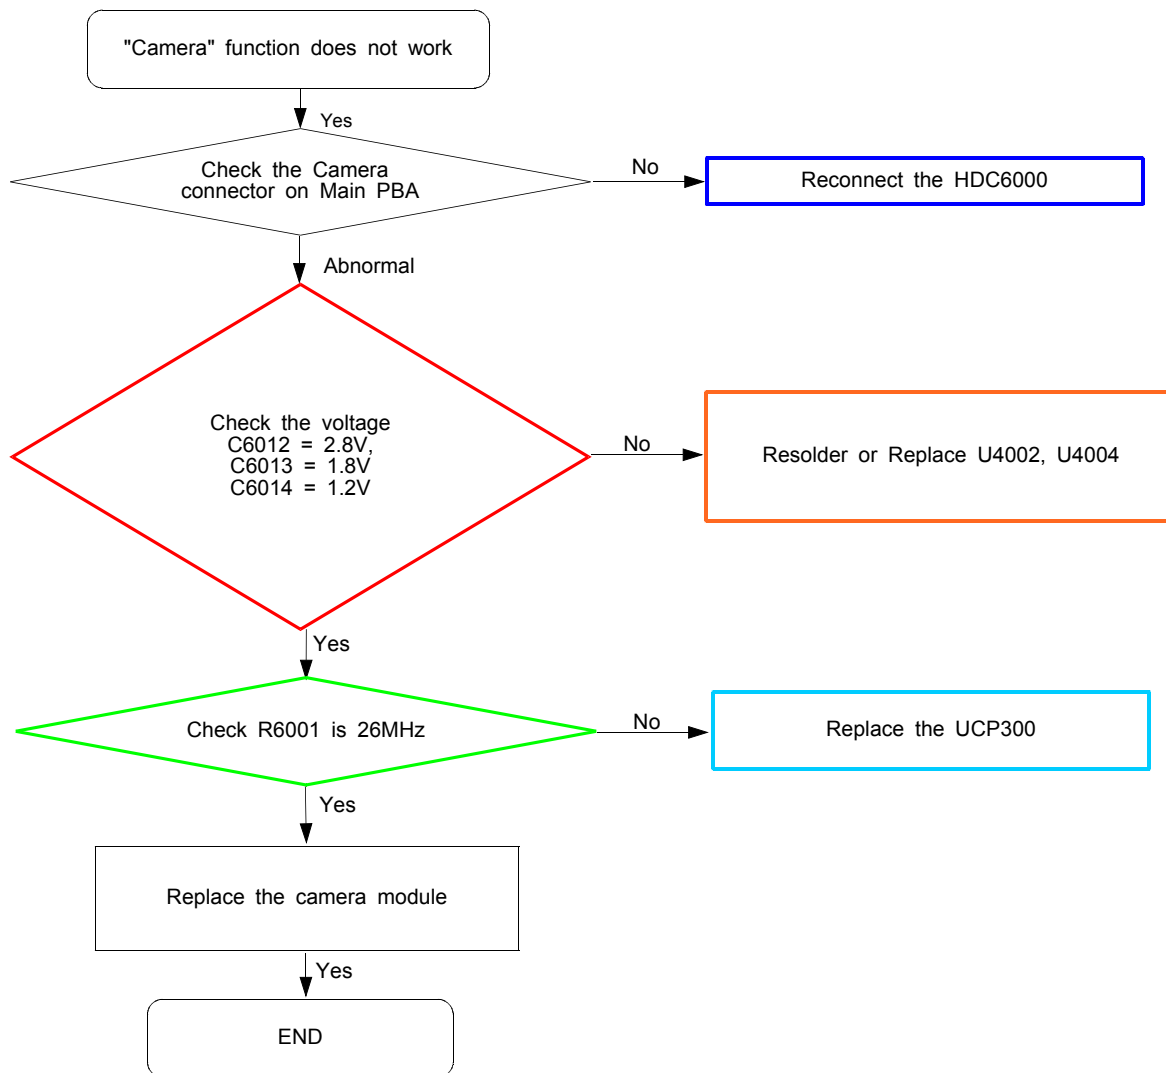 "Camera" function does not work
Yes
Check the Camera
connector on Main PBA
No
Reconnect the HDC6000
Abnormal
Check the voltage
C6012 = 2.8V,
C6013 = 1.8V
C6014 = 1.2V
No
Resolder or Replace U4002, U4004
Yes
Check R6001 is 26MHz
No
Replace the UCP300
Yes
Replace the camera module
Yes
END